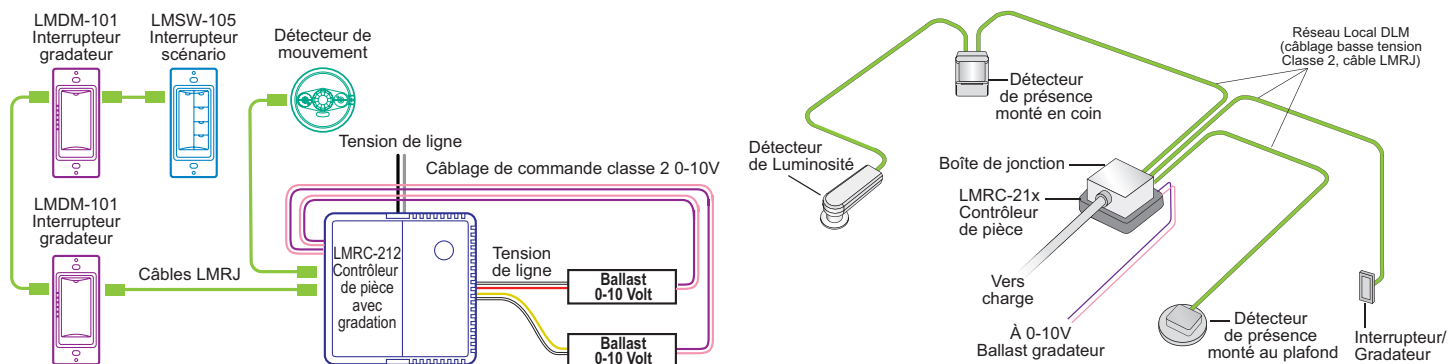 LMDM-101
Interrupteur
gradateur
LMSW-105
Interrupteur
scénario
Détecteur de
mouvement
Tension de ligne
Câblage de commande classe 2 0-10V
LMDM-101
Interrupteur
gradateur
Câbles LMRJ
LMRC-212
Contrôleur
de pièce
avec
gradation
Tension
de ligne
Ballast
0-10 Volt
Ballast
0-10 Volt
Réseau Local DLM
(câblage basse tension
Classe 2, câble LMRJ)
Détecteur
de présence
monté en coin
Détecteur
de Luminosité
Boîte de jonction
LMRC-21x
Contrôleur
de pièce
Vers
charge
À 0-10V
Ballast gradateur
Détecteur
de présence
monté au plafond
Interrupteur/
Gradateur